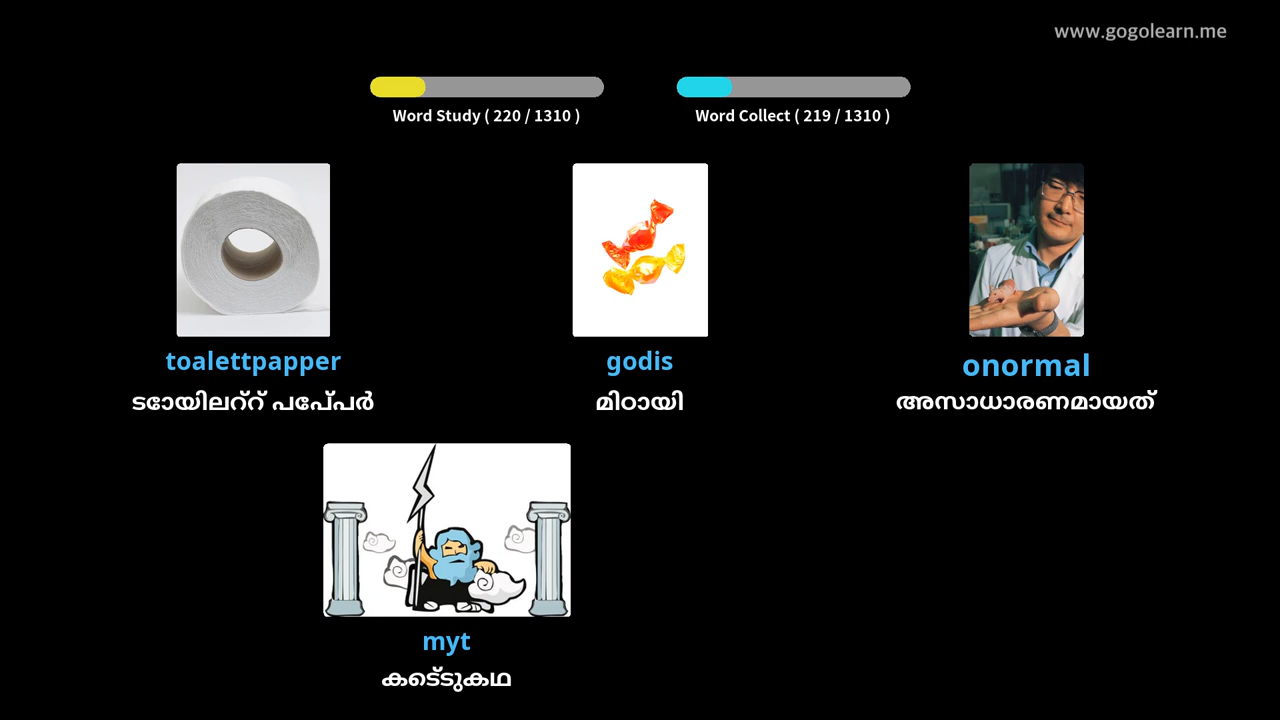 www.gogolearn.me
Word Study ( 220 / 1310 )
Word Collect ( 219 / 1310 )
toalettpapper
godis
onormal
ടോയിലറ്റ് പേപ്പർ
മിഠായി
അസാധാരണമായത്
myt
കെട്ടുകഥ